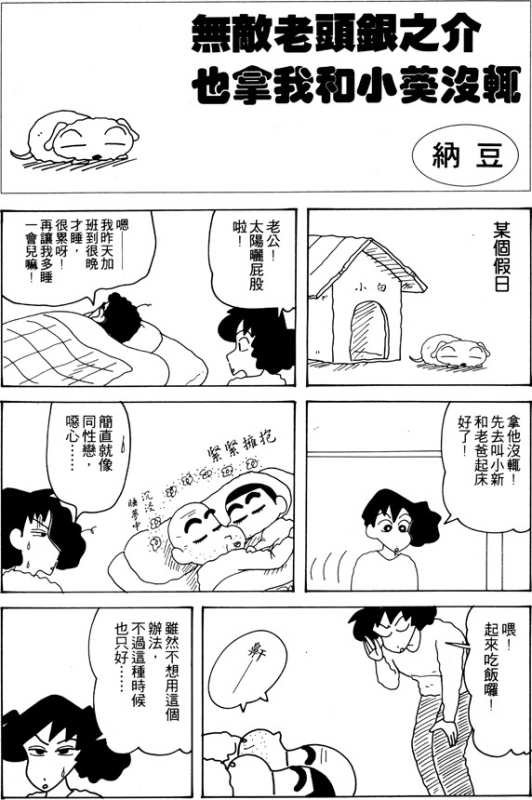 無敵老頭銀之介
也拿我和小葵沒輒
納豆
某個假日
小白
老公！
太陽曬屁股
啦！
嗯——
我昨天加
班到很晚
才睡，
很累呀！
再讓我多睡
一會兒嘛！
拿他沒輒！
先去叫小新
和老爸起床
好了！
緊緊擁抱
沉浸
睡夢中
簡直就像
同性戀，
噁心……
喂！
起來吃飯囉！
雖然不想用這個
辦法，
不過這種時候
也只好……